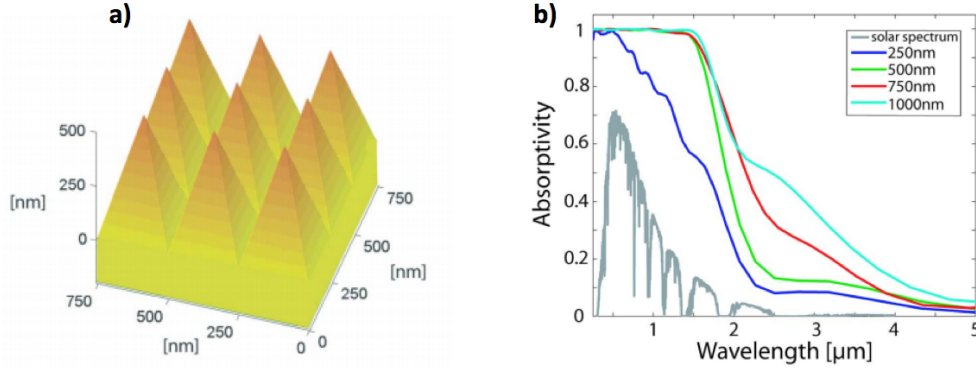 a)
500
250
[nm]
0
750
500
[nm]
250
0
0
250
500
[nm]
750
b)
1
0.8
0.6
0.4
0.2
0
Absorptivity
solar spectrum
250nm
500nm
750nm
1000nm
1
2
3
4
5
Wavelength [µm]